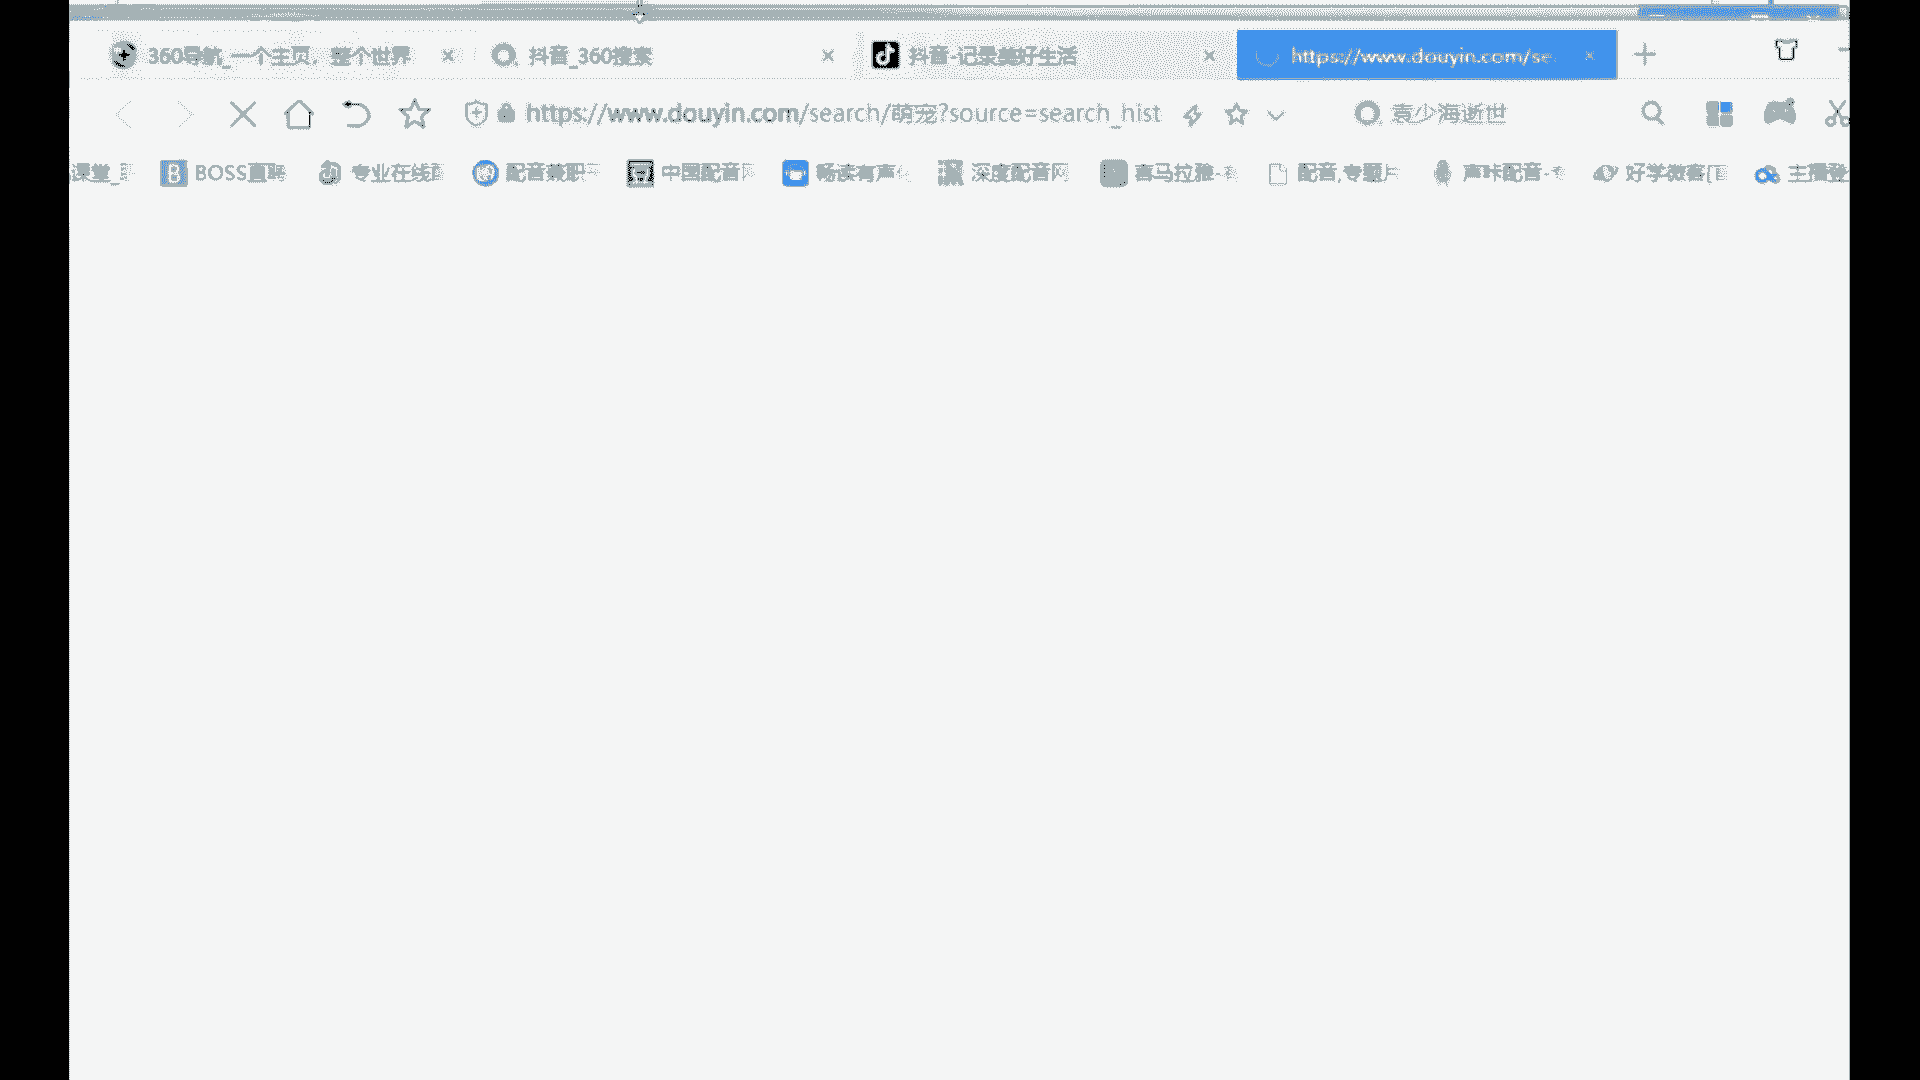 360导航_一个主页，整个世界
抖音_360搜索
抖音-记录美好生活
https://www.douyin.com/se
https://www.douyin.com/search/萌宠?source=search_hist
袁少海逝世
课堂_
BOSS直聘
专业在线
配音兼职
中国配音
畅读有声
深度配音网
喜马拉雅-
配音,专题
声咔配音-
好学微客[
主播登